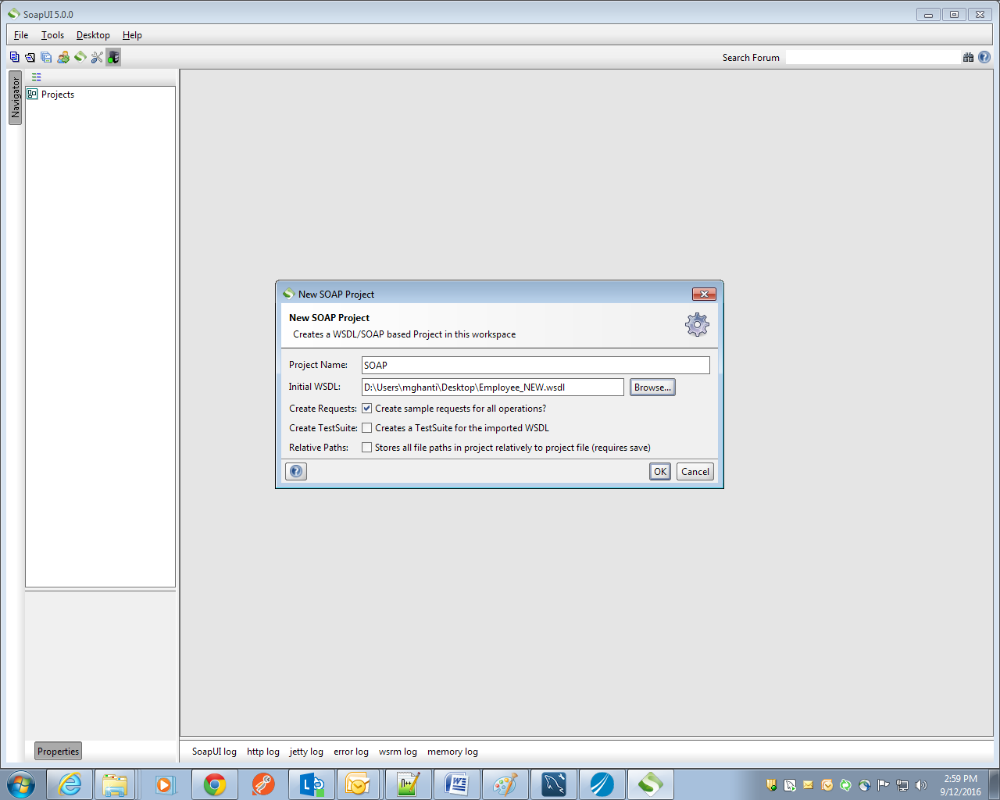 SoapUI 5.0.0
File Tools Desktop Help
Search Forum
Navigator
Projects
New SOAP Project
New SOAP Project
Creates a WSDL/SOAP based Project in this workspace
Project Name: SOAP
Initial WSDL: D:\Users\mghanti\Desktop\Employee_NEW.wsdl Browse...
Create Requests: Create sample requests for all operations?
Create TestSuite: Creates a TestSuite for the imported WSDL
Relative Paths: Stores all file paths in project relatively to project file (requires save)
OK Cancel
Properties
SoapUI log http log jetty log error log wsrm log memory log
2:59 PM
9/12/2016